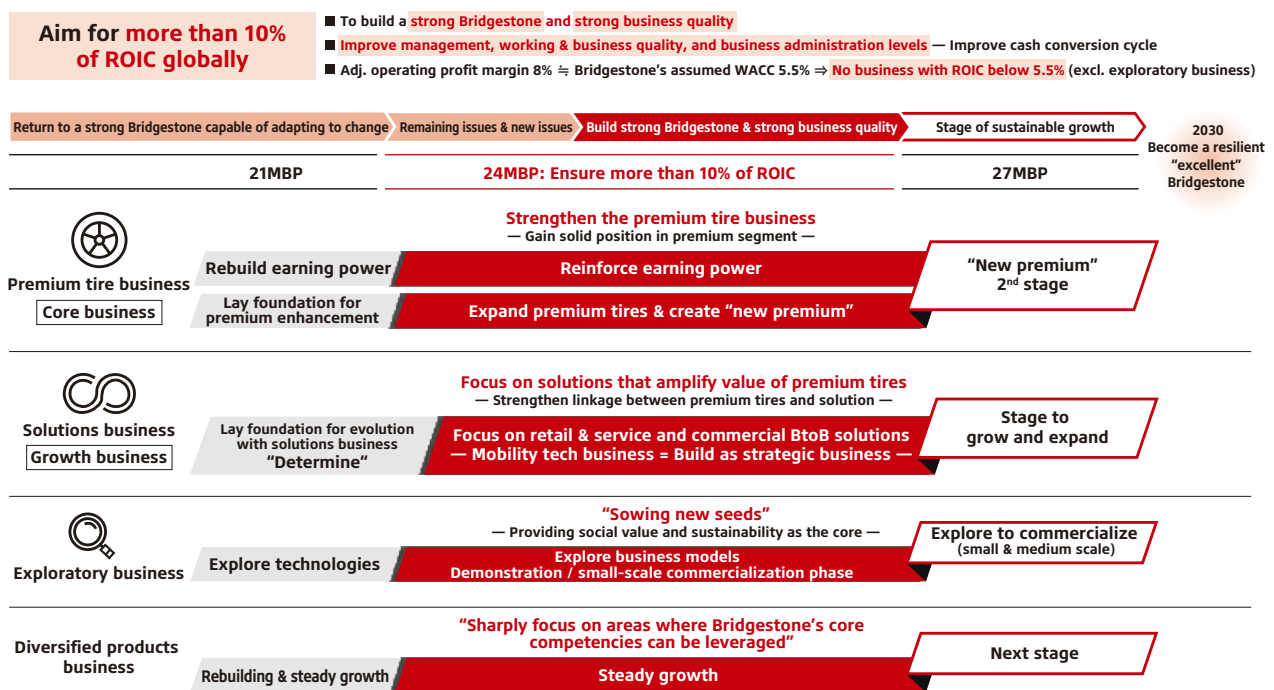 Aim for more than 10%
of ROIC globally
■ To build a strong Bridgestone and strong business quality
■ Improve management, working & business quality, and business administration levels — Improve cash conversion cycle
■ Adj. operating profit margin 8% ≒ Bridgestone’s assumed WACC 5.5% ⇒ No business with ROIC below 5.5% (excl. exploratory business)
Return to a strong Bridgestone capable of adapting to change
Remaining issues & new issues
Build strong Bridgestone & strong business quality
Stage of sustainable growth
2030
Become a resilient
“excellent”
Bridgestone
21MBP
24MBP: Ensure more than 10% of ROIC
27MBP
Premium tire business
Core business
Strengthen the premium tire business
— Gain solid position in premium segment —
Rebuild earning power
Reinforce earning power
Lay foundation for
premium enhancement
Expand premium tires & create “new premium”
“New premium”
2nd stage
Solutions business
Growth business
Focus on solutions that amplify value of premium tires
— Strengthen linkage between premium tires and solution —
Lay foundation for evolution
with solutions business
“Determine“
Focus on retail & service and commercial BtoB solutions
— Mobility tech business = Build as strategic business —
Stage to
grow and expand
Exploratory business
“Sowing new seeds”
— Providing social value and sustainability as the core —
Explore technologies
Explore business models
Demonstration / small-scale commercialization phase
Explore to commercialize
(small & medium scale)
Diversified products
business
“Sharply focus on areas where Bridgestone’s core
competencies can be leveraged”
Rebuilding & steady growth
Steady growth
Next stage